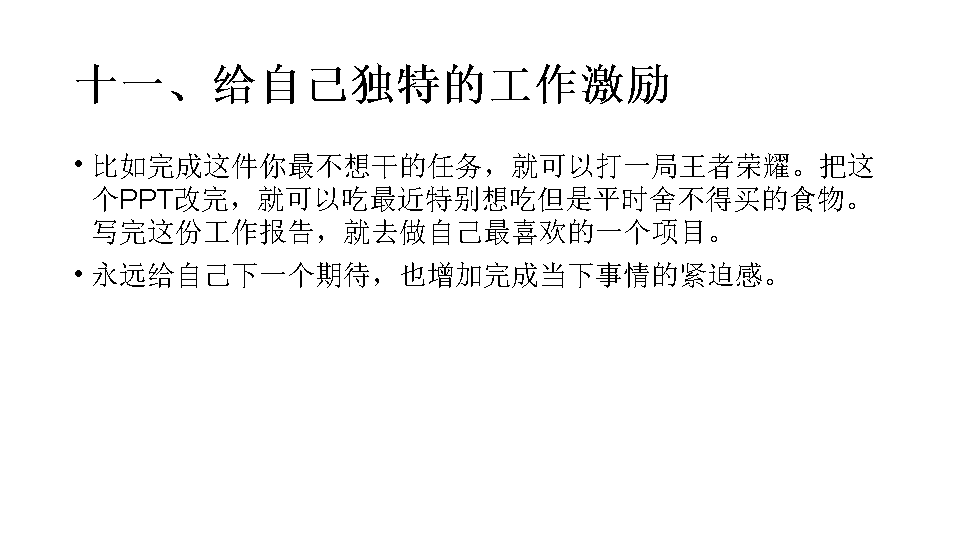 十一、给自己独特的工作激励
• 比如完成这件你最不想干的任务，就可以打一局王者荣耀。把这
个PPT改完，就可以吃最近特别想吃但是平时舍不得买的食物。
写完这份工作报告，就去做自己最喜欢的一个项目。
• 永远给自己下一个期待，也增加完成当下事情的紧迫感。